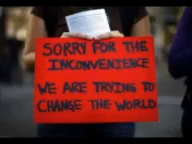 SORRY FOR THE
INCONVENIENCE
WE ARE TRYING TO
CHANGE THE WORLD